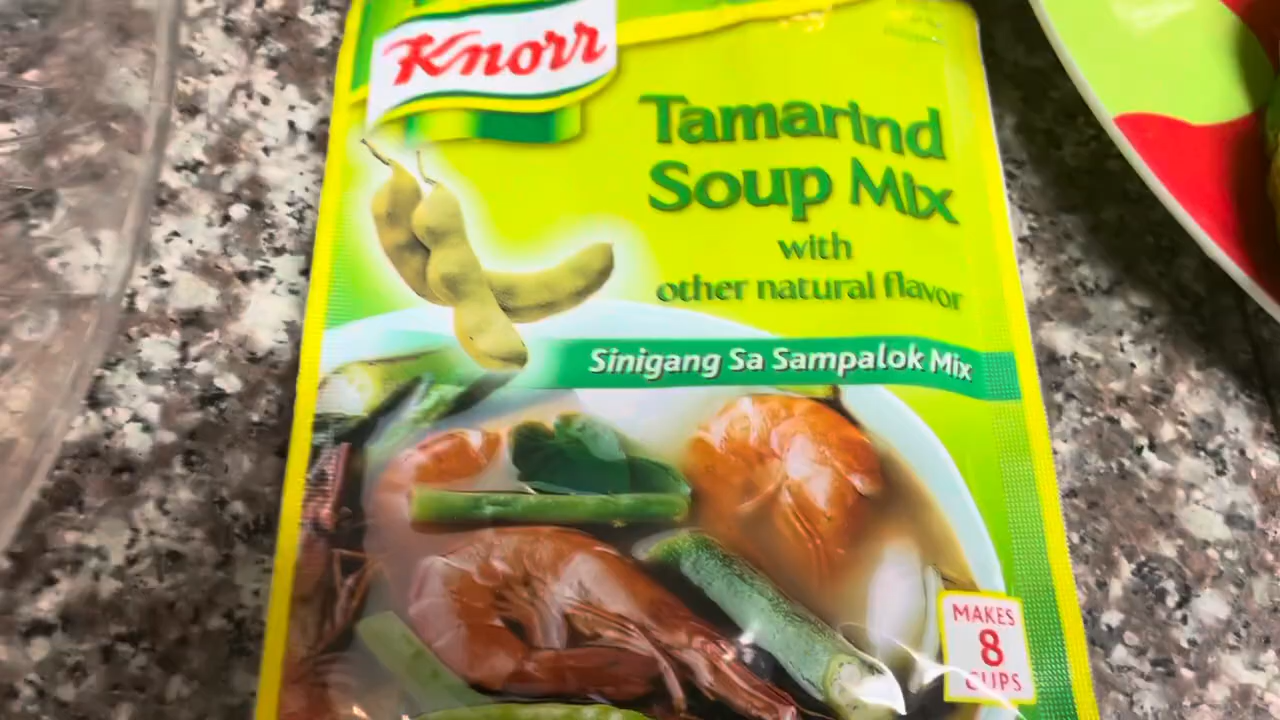 Knorr
Tamarind
Soup Mix
with
other natural flavor
Sinigang Sa Sampalok Mix
MAKES
8
CUPS